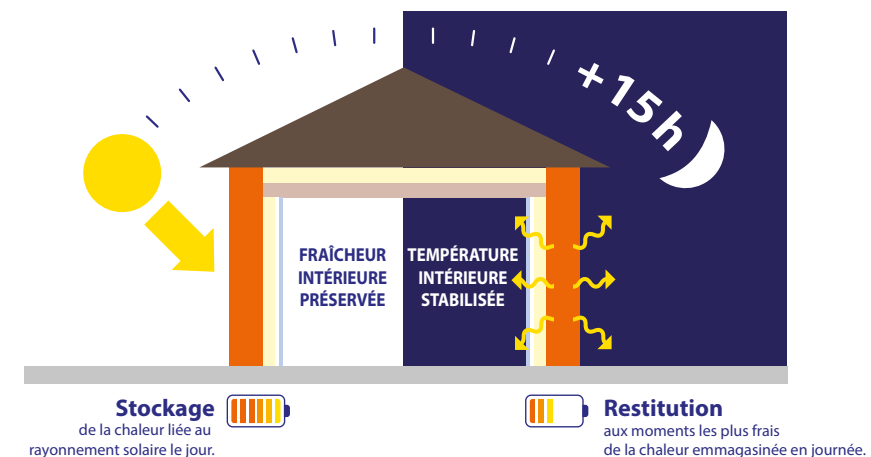 +15h
FRAÎCHEUR
INTÉRIEURE
PRÉSERVÉE
TEMPÉRATURE
INTÉRIEURE
STABILISÉE
Stockage
de la chaleur liée au
rayonnement solaire le jour.
Restitution
aux moments les plus frais
de la chaleur emmagasinée en journée.